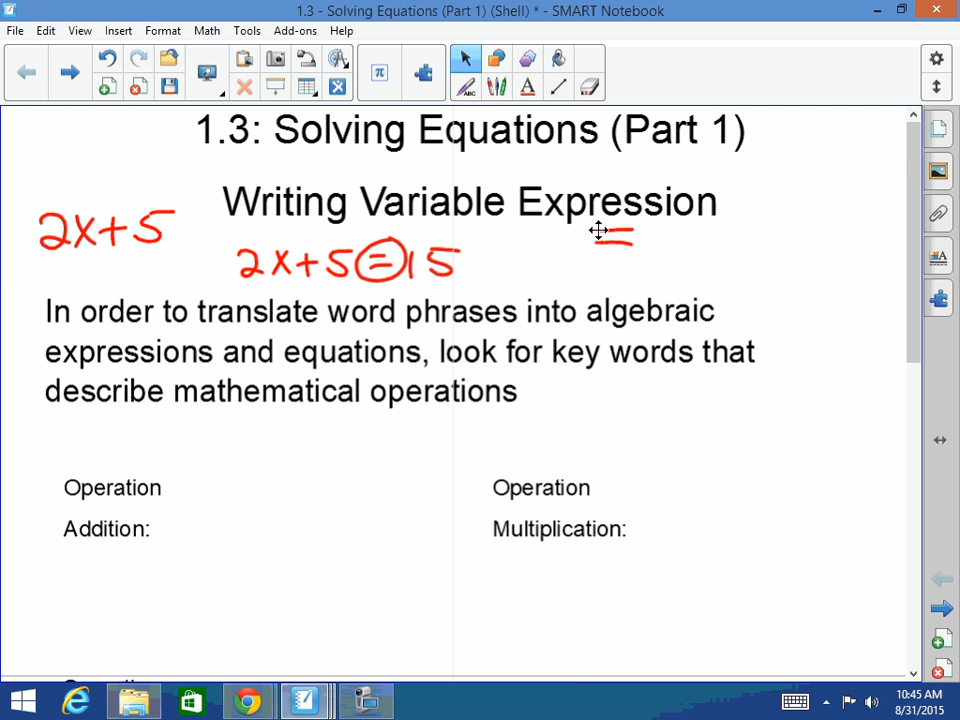 1.3 - Solving Equations (Part 1) (Shell) * - SMART Notebook
File Edit View Insert Format Math Tools Add-ons Help
1.3: Solving Equations (Part 1)
Writing Variable Expression
2x+5
=
2x+5=15
In order to translate word phrases into algebraic
expressions and equations, look for key words that
describe mathematical operations
Operation Operation
Addition: Multiplication:
10:45 AM
8/31/2015